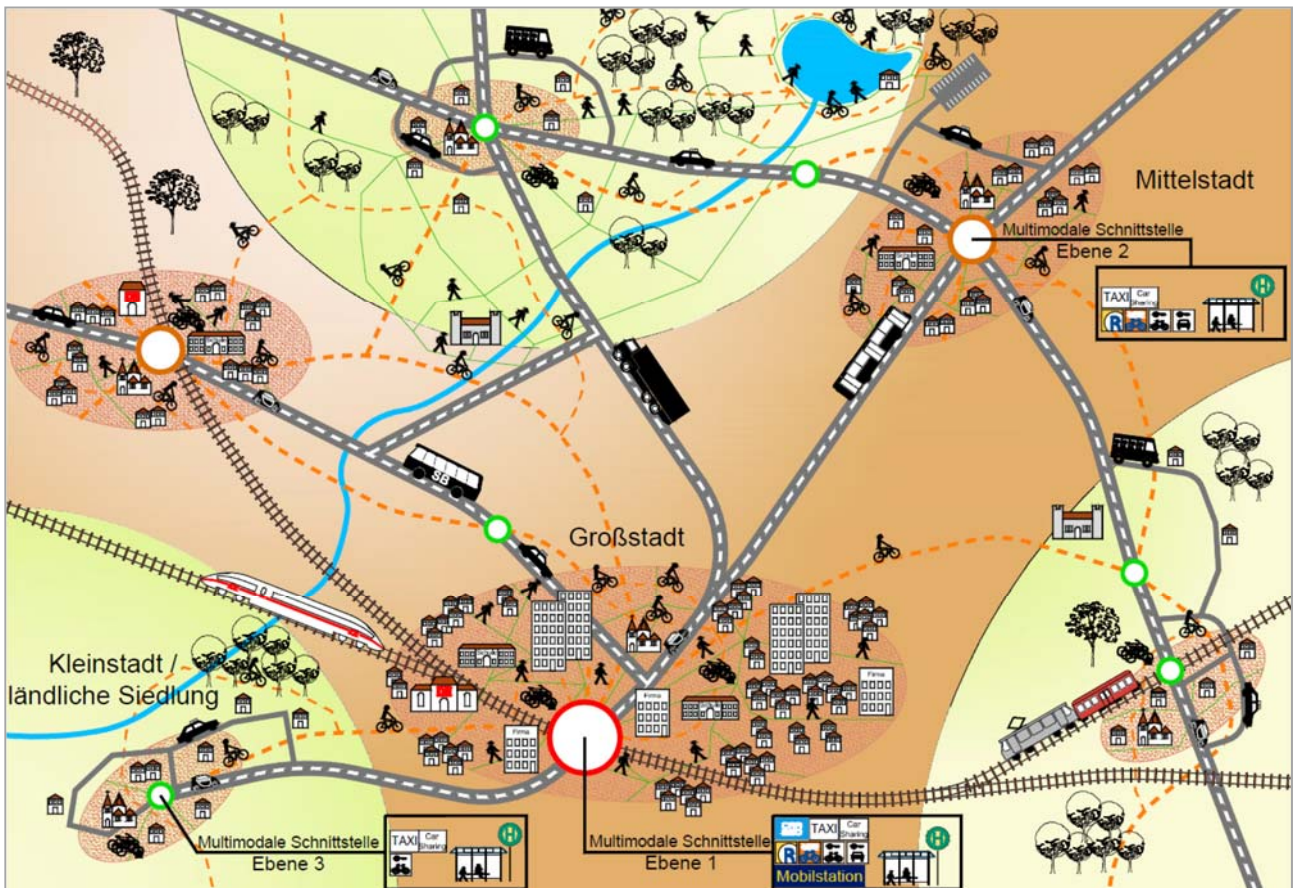 Mittelstadt
Multimodale Schnittstelle
Ebene 2
H
TAXI Car Sharing
R
SB
Großstadt
Kleinstadt /
ländliche Siedlung
Firma
Firma
Firma
Multimodale Schnittstelle
Ebene 3
TAXI Car Sharing
H
Multimodale Schnittstelle
Ebene 1
TAXI Car Sharing
H
R
Mobilstation